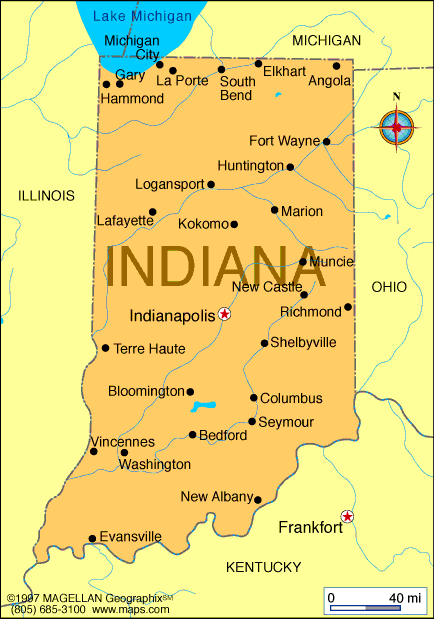 Lake Michigan
MICHIGAN
Michigan
City
Gary
Hammond
La Porte
South
Bend
Elkhart
Angola
N
Fort Wayne
Huntington
ILLINOIS
Logansport
Lafayette
Kokomo
Marion
INDIANA
Muncie
New Castle
OHIO
Richmond
Indianapolis
Terre Haute
Shelbyville
Bloomington
Columbus
Seymour
Bedford
Vincennes
Washington
New Albany
Frankfort
Evansville
KENTUCKY
©1997 MAGELLAN Geographix℠
(805) 685-3100 www.maps.com
0 40 mi